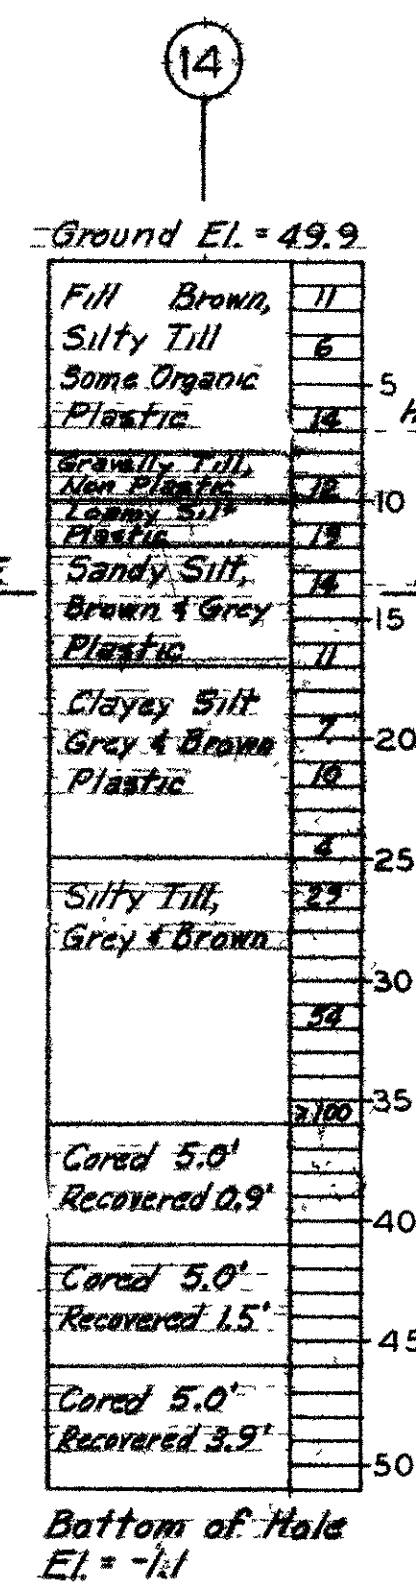 14
Ground El. = 49.9
Fill Brown, 11
Silty Till 6
Some Organic 5
Plastic 14
Gravelly Till,
Non Plastic 12 10
Loamy Silt
Plastic 19
Sandy Silt, 14
Brown & Grey 15
Plastic 11
Clayey Silt 7
Grey & Brown 20
Plastic 10
4 25
Silty Till, 29
Grey & Brown
30
54
>100 35
Cored 5.0'
Recovered 0.9' 40
Cored 5.0'
Recovered 1.5' 45
Cored 5.0'
Recovered 3.9' 50
Bottom of Hole
El. = -1.1